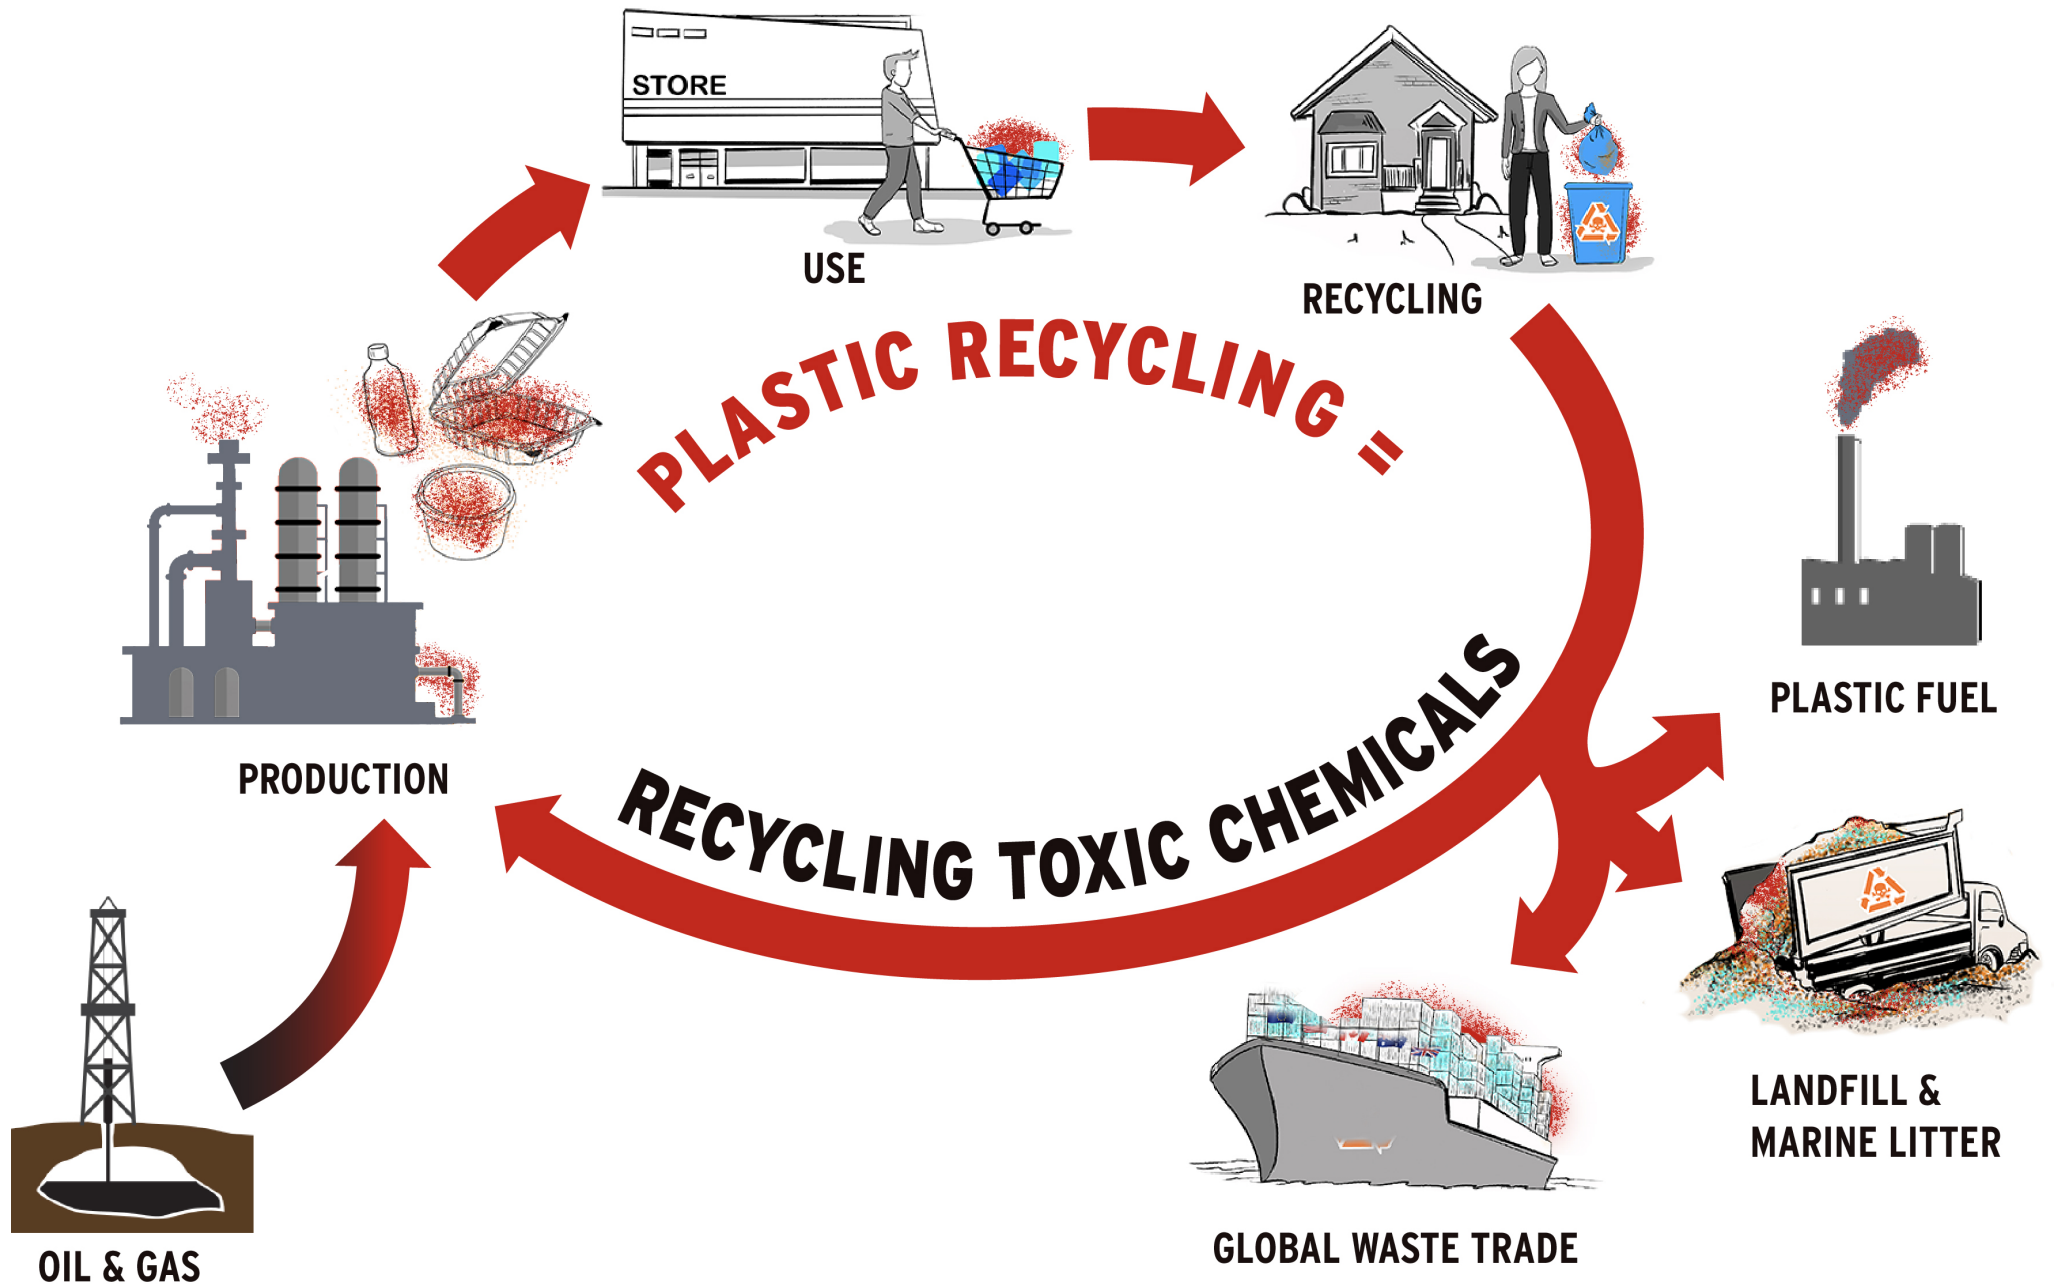 STORE
USE
RECYCLING
PLASTIC RECYCLING =
RECYCLING TOXIC CHEMICALS
PRODUCTION
PLASTIC FUEL
LANDFILL &
MARINE LITTER
GLOBAL WASTE TRADE
OIL & GAS